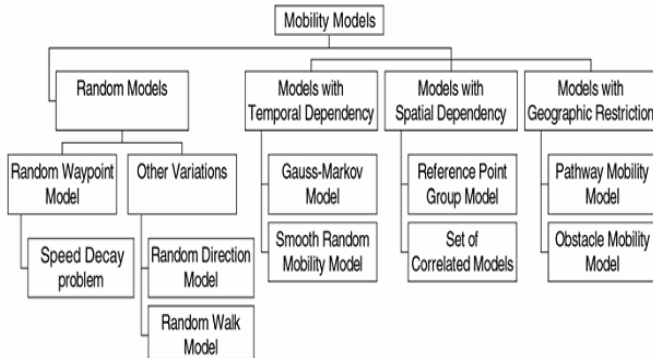 Mobility Models
Random Models
Models with
Temporal Dependency
Models with
Spatial Dependency
Models with
Geographic Restriction
Random Waypoint
Model
Other Variations
Gauss-Markov
Model
Reference Point
Group Model
Pathway Mobility
Model
Speed Decay
problem
Random Direction
Model
Smooth Random
Mobility Model
Set of
Correlated Models
Obstacle Mobility
Model
Random Walk
Model